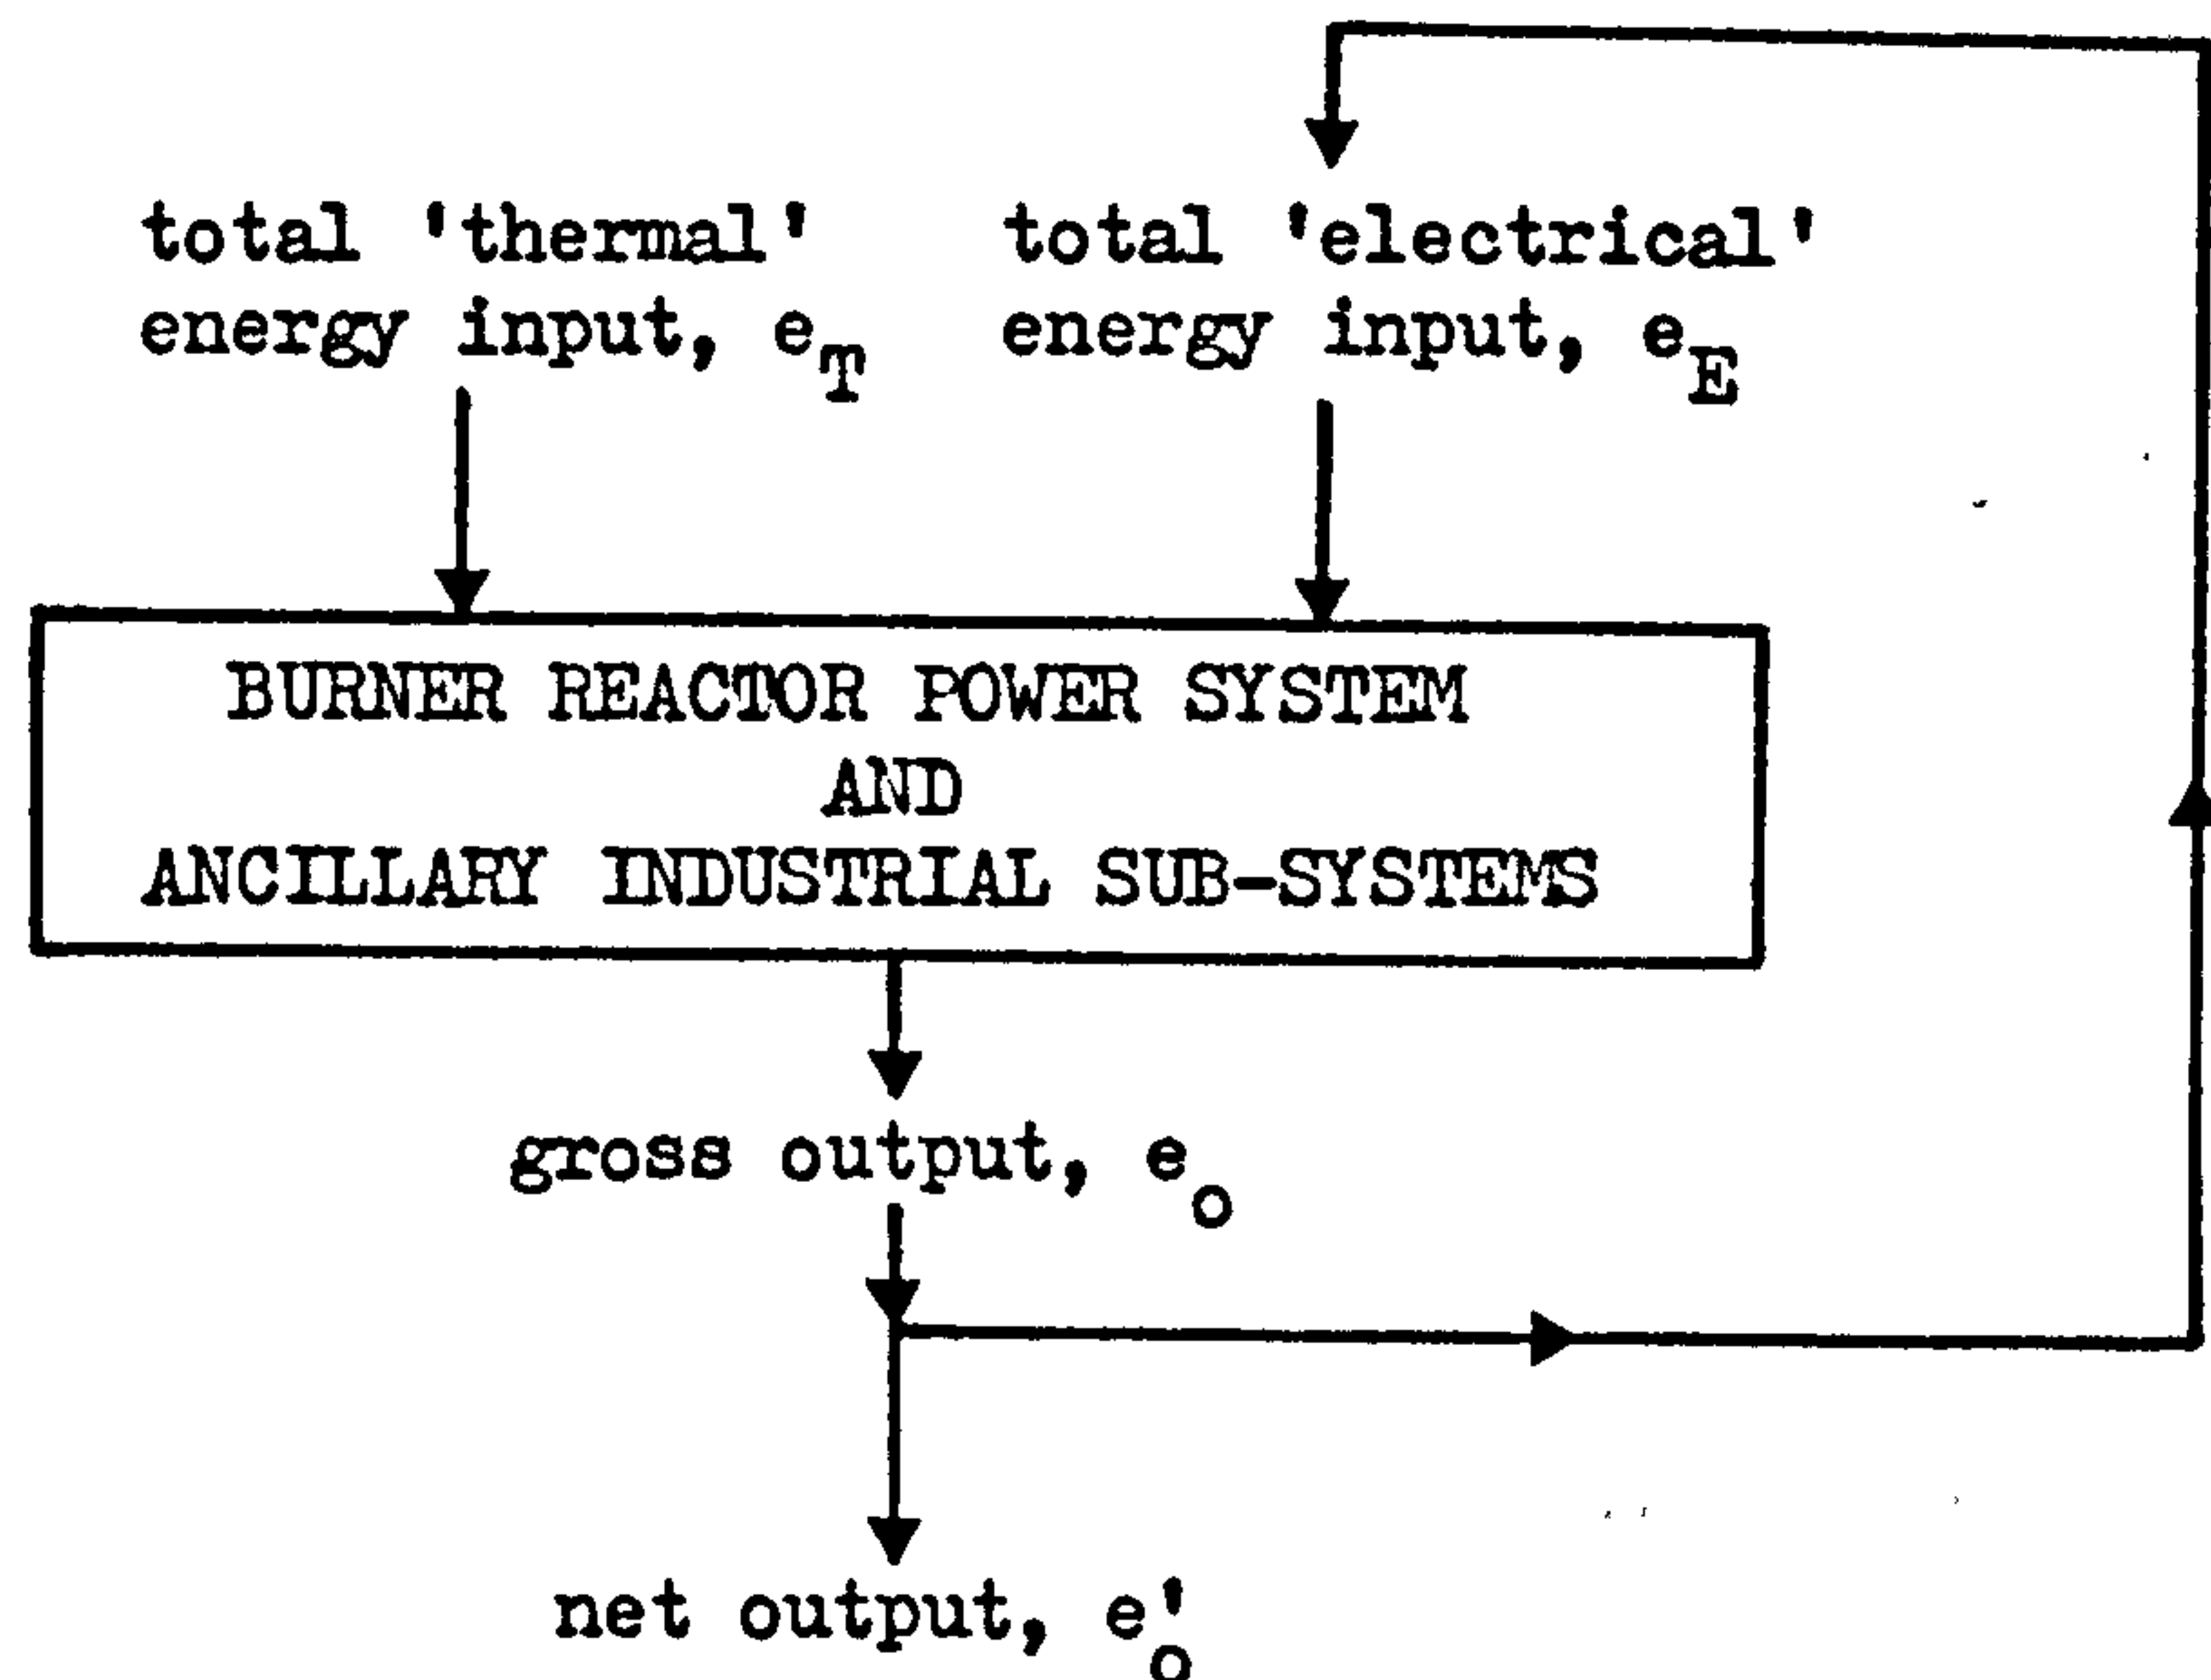 total 'thermal'
energy input, e_T
total 'electrical'
energy input, e_E
BURNER REACTOR POWER SYSTEM
AND
ANCILLARY INDUSTRIAL SUB-SYSTEMS
gross output, e_o
net output, e'_o